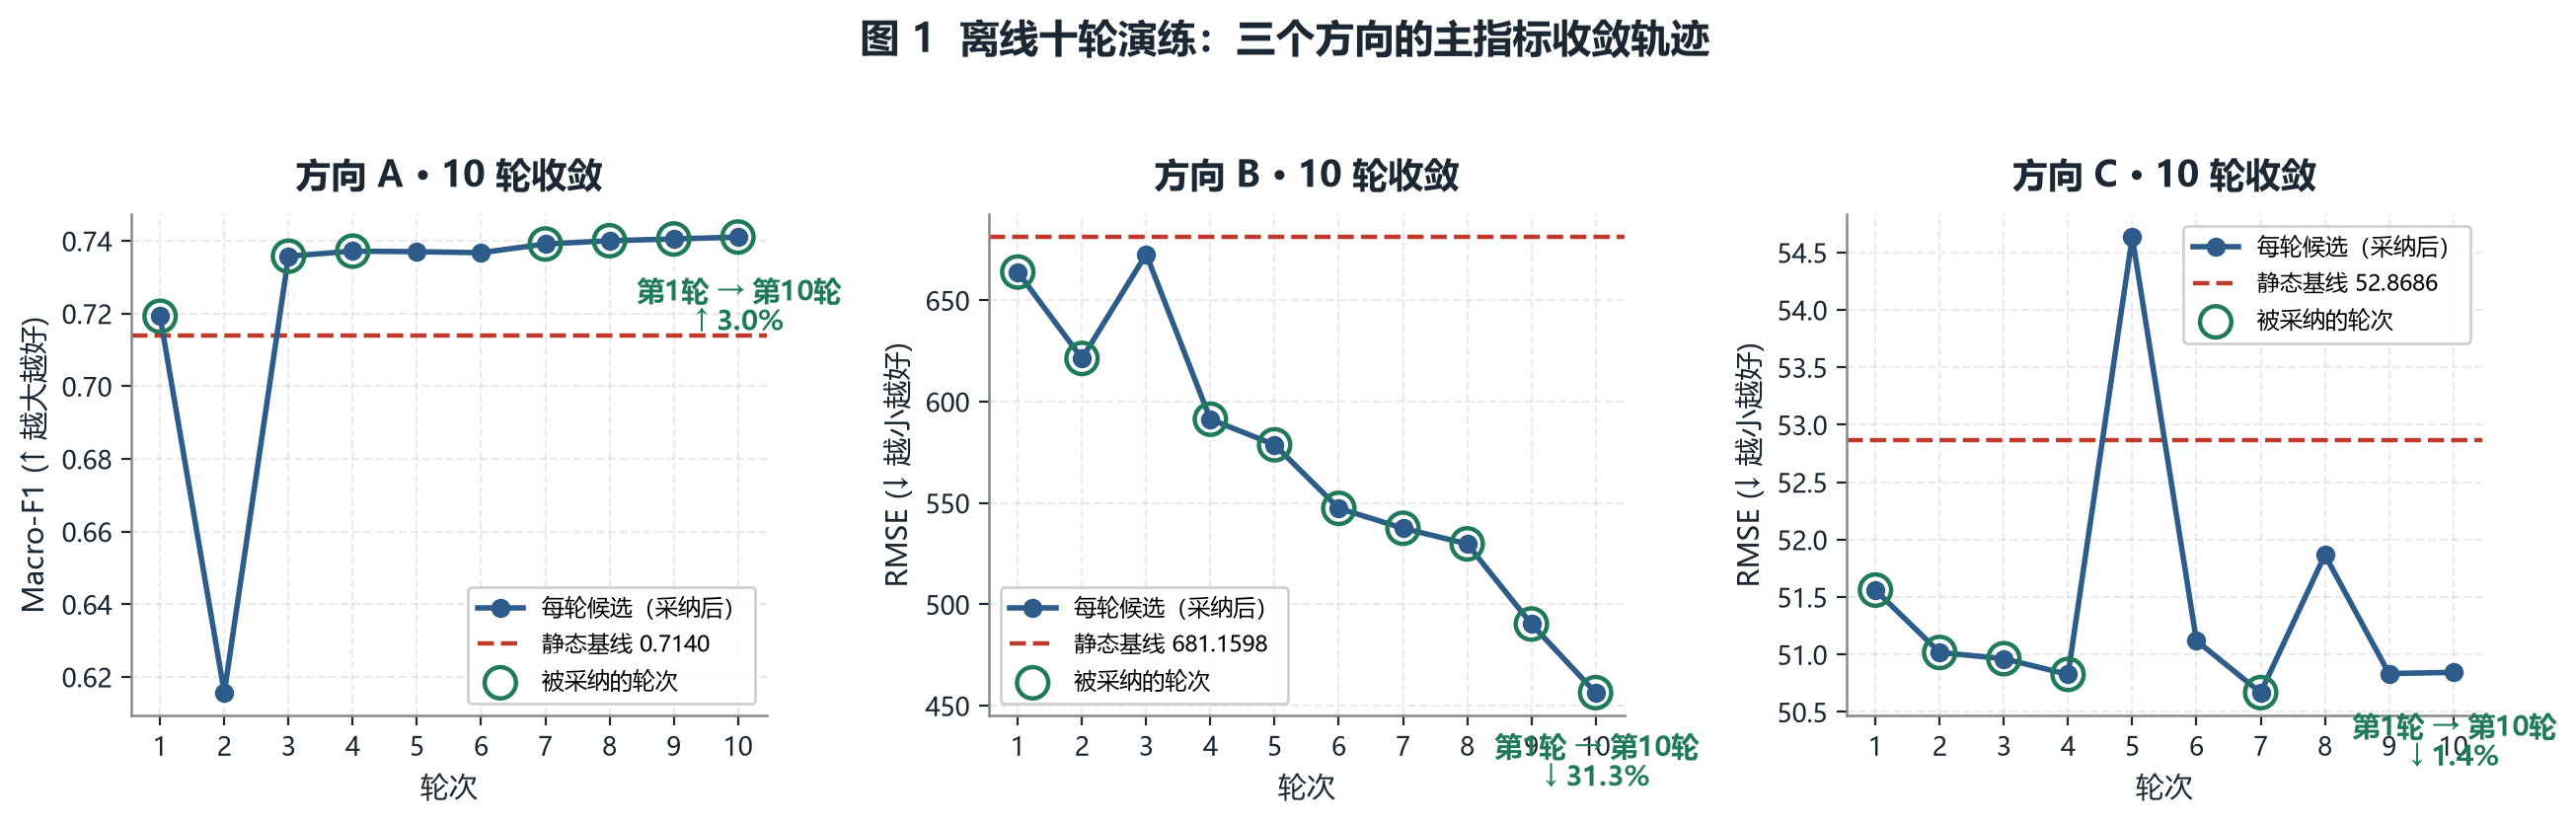 图 1 离线十轮演练：三个方向的主指标收敛轨迹
方向 A · 10 轮收敛
Macro-F1 (↑ 越大越好)
0.74
0.72
0.70
0.68
0.66
0.64
0.62
第1轮 → 第10轮
↑ 3.0%
每轮候选（采纳后）
静态基线 0.7140
被采纳的轮次
1 2 3 4 5 6 7 8 9 10
轮次
方向 B · 10 轮收敛
RMSE (↓ 越小越好)
650
600
550
500
450
每轮候选（采纳后）
静态基线 681.1598
被采纳的轮次
1 2 3 4 5 6 7 8 9 10
第1轮 → 第10轮
↓ 31.3%
轮次
方向 C · 10 轮收敛
RMSE (↓ 越小越好)
54.5
54.0
53.5
53.0
52.5
52.0
51.5
51.0
50.5
每轮候选（采纳后）
静态基线 52.8686
被采纳的轮次
第1轮 → 第10轮
↓ 1.4%
1 2 3 4 5 6 7 8 9 10
轮次